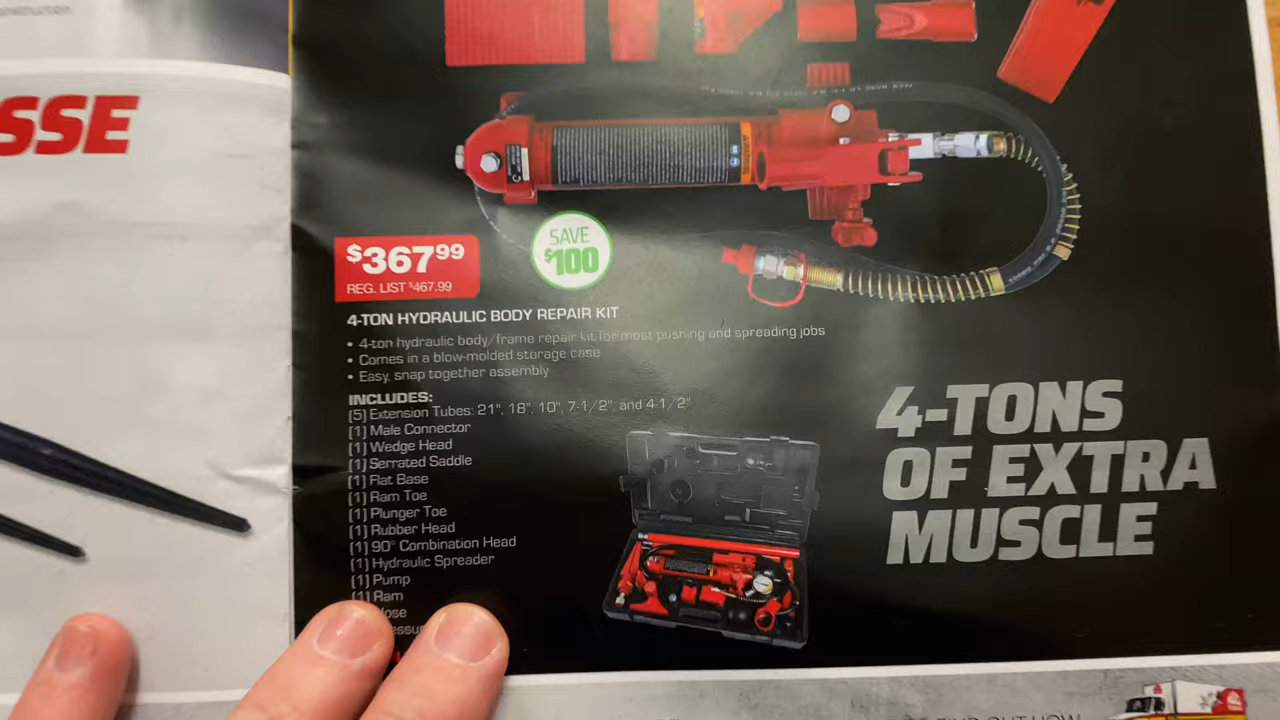 SSE
$367.99
REG. LIST $467.99
SAVE
$100
4-TON HYDRAULIC BODY REPAIR KIT
• 4-ton hydraulic body/frame repair kit for most pushing and spreading jobs
• Comes in a blow-molded storage case
• Easy, snap together assembly
INCLUDES:
(5) Extension Tubes: 21", 18", 10", 7-1/2", and 4-1/2"
(1) Male Connector
(1) Wedge Head
(1) Serrated Saddle
(1) Flat Base
(1) Ram Toe
(1) Plunger Toe
(1) Rubber Head
(1) 90° Combination Head
(1) Hydraulic Spreader
(1) Pump
(1) Ram
4-TONS
OF EXTRA
MUSCLE
FIND OUT HOW